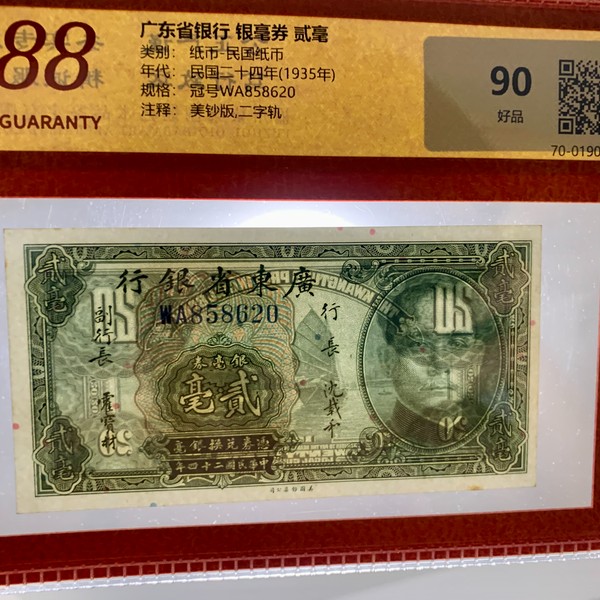 88
GUARANTY
广东省银行 银毫券 贰毫
类别： 纸币-民国纸币
年代： 民国二十四年(1935年)
规格： 冠号WA858620
注释： 美钞版,二字轨
90
好品
70-0190
行銀省東廣
WA858620
券毫銀
毫貳
副行長
行長
沈載和
毫銀換兌券憑
年四十二國民華中
貳毫
貳毫
貳毫
貳毫